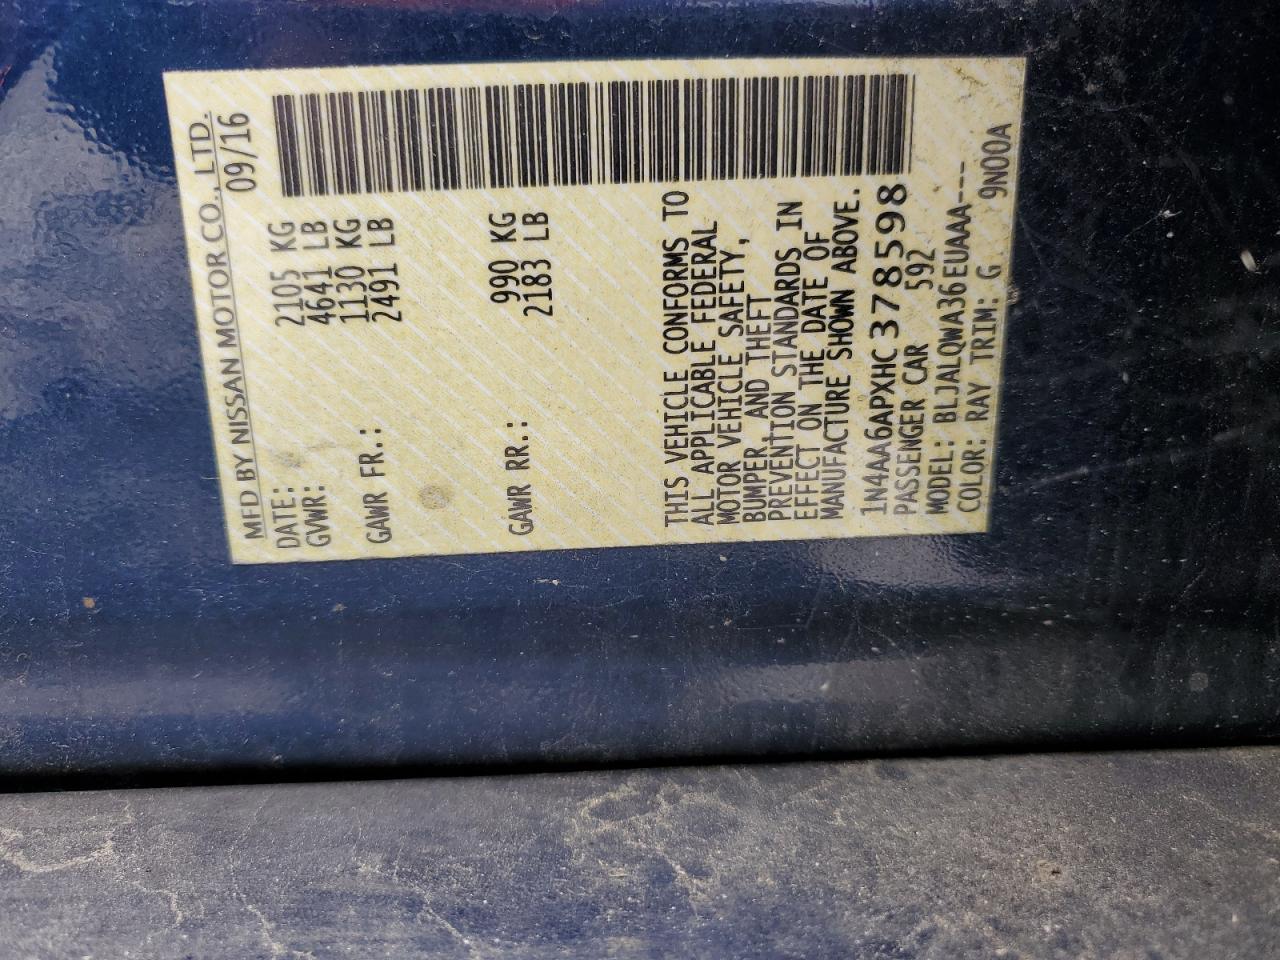 MFD BY NISSAN MOTOR CO., LTD.
DATE: 09/16
GVWR: 2105 KG
4641 LB
GAWR FR.: 1130 KG
2491 LB
GAWR RR.: 990 KG
2183 LB
THIS VEHICLE CONFORMS TO
ALL APPLICABLE FEDERAL
MOTOR VEHICLE SAFETY,
BUMPER, AND THEFT
PREVENTION STANDARDS IN
EFFECT ON THE DATE OF
MANUFACTURE SHOWN ABOVE.
1N4AA6APXHC378598
PASSENGER CAR 592
MODEL: BLJALQWA36EUAAA---
COLOR: RAY TRIM: G 9N00A